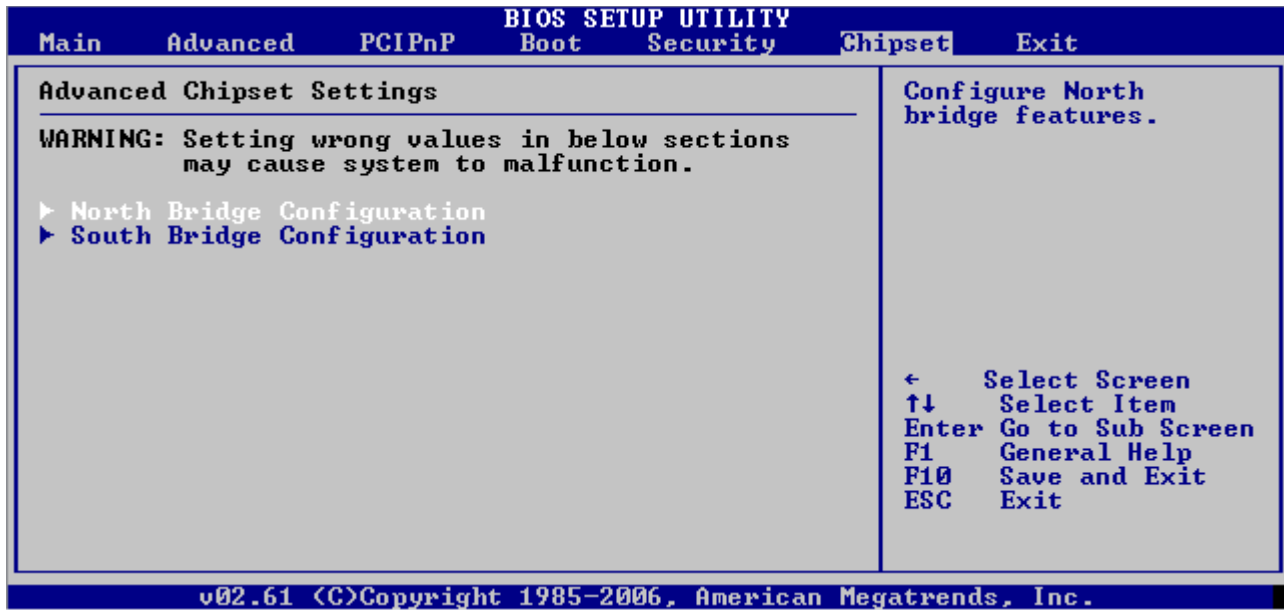 BIOS SETUP UTILITY
Main Advanced PCIPnP Boot Security Chipset Exit
Advanced Chipset Settings
WARNING: Setting wrong values in below sections
may cause system to malfunction.
► North Bridge Configuration
► South Bridge Configuration
Configure North
bridge features.
← Select Screen
↑↓ Select Item
Enter Go to Sub Screen
F1 General Help
F10 Save and Exit
ESC Exit
v02.61 (C)Copyright 1985-2006, American Megatrends, Inc.